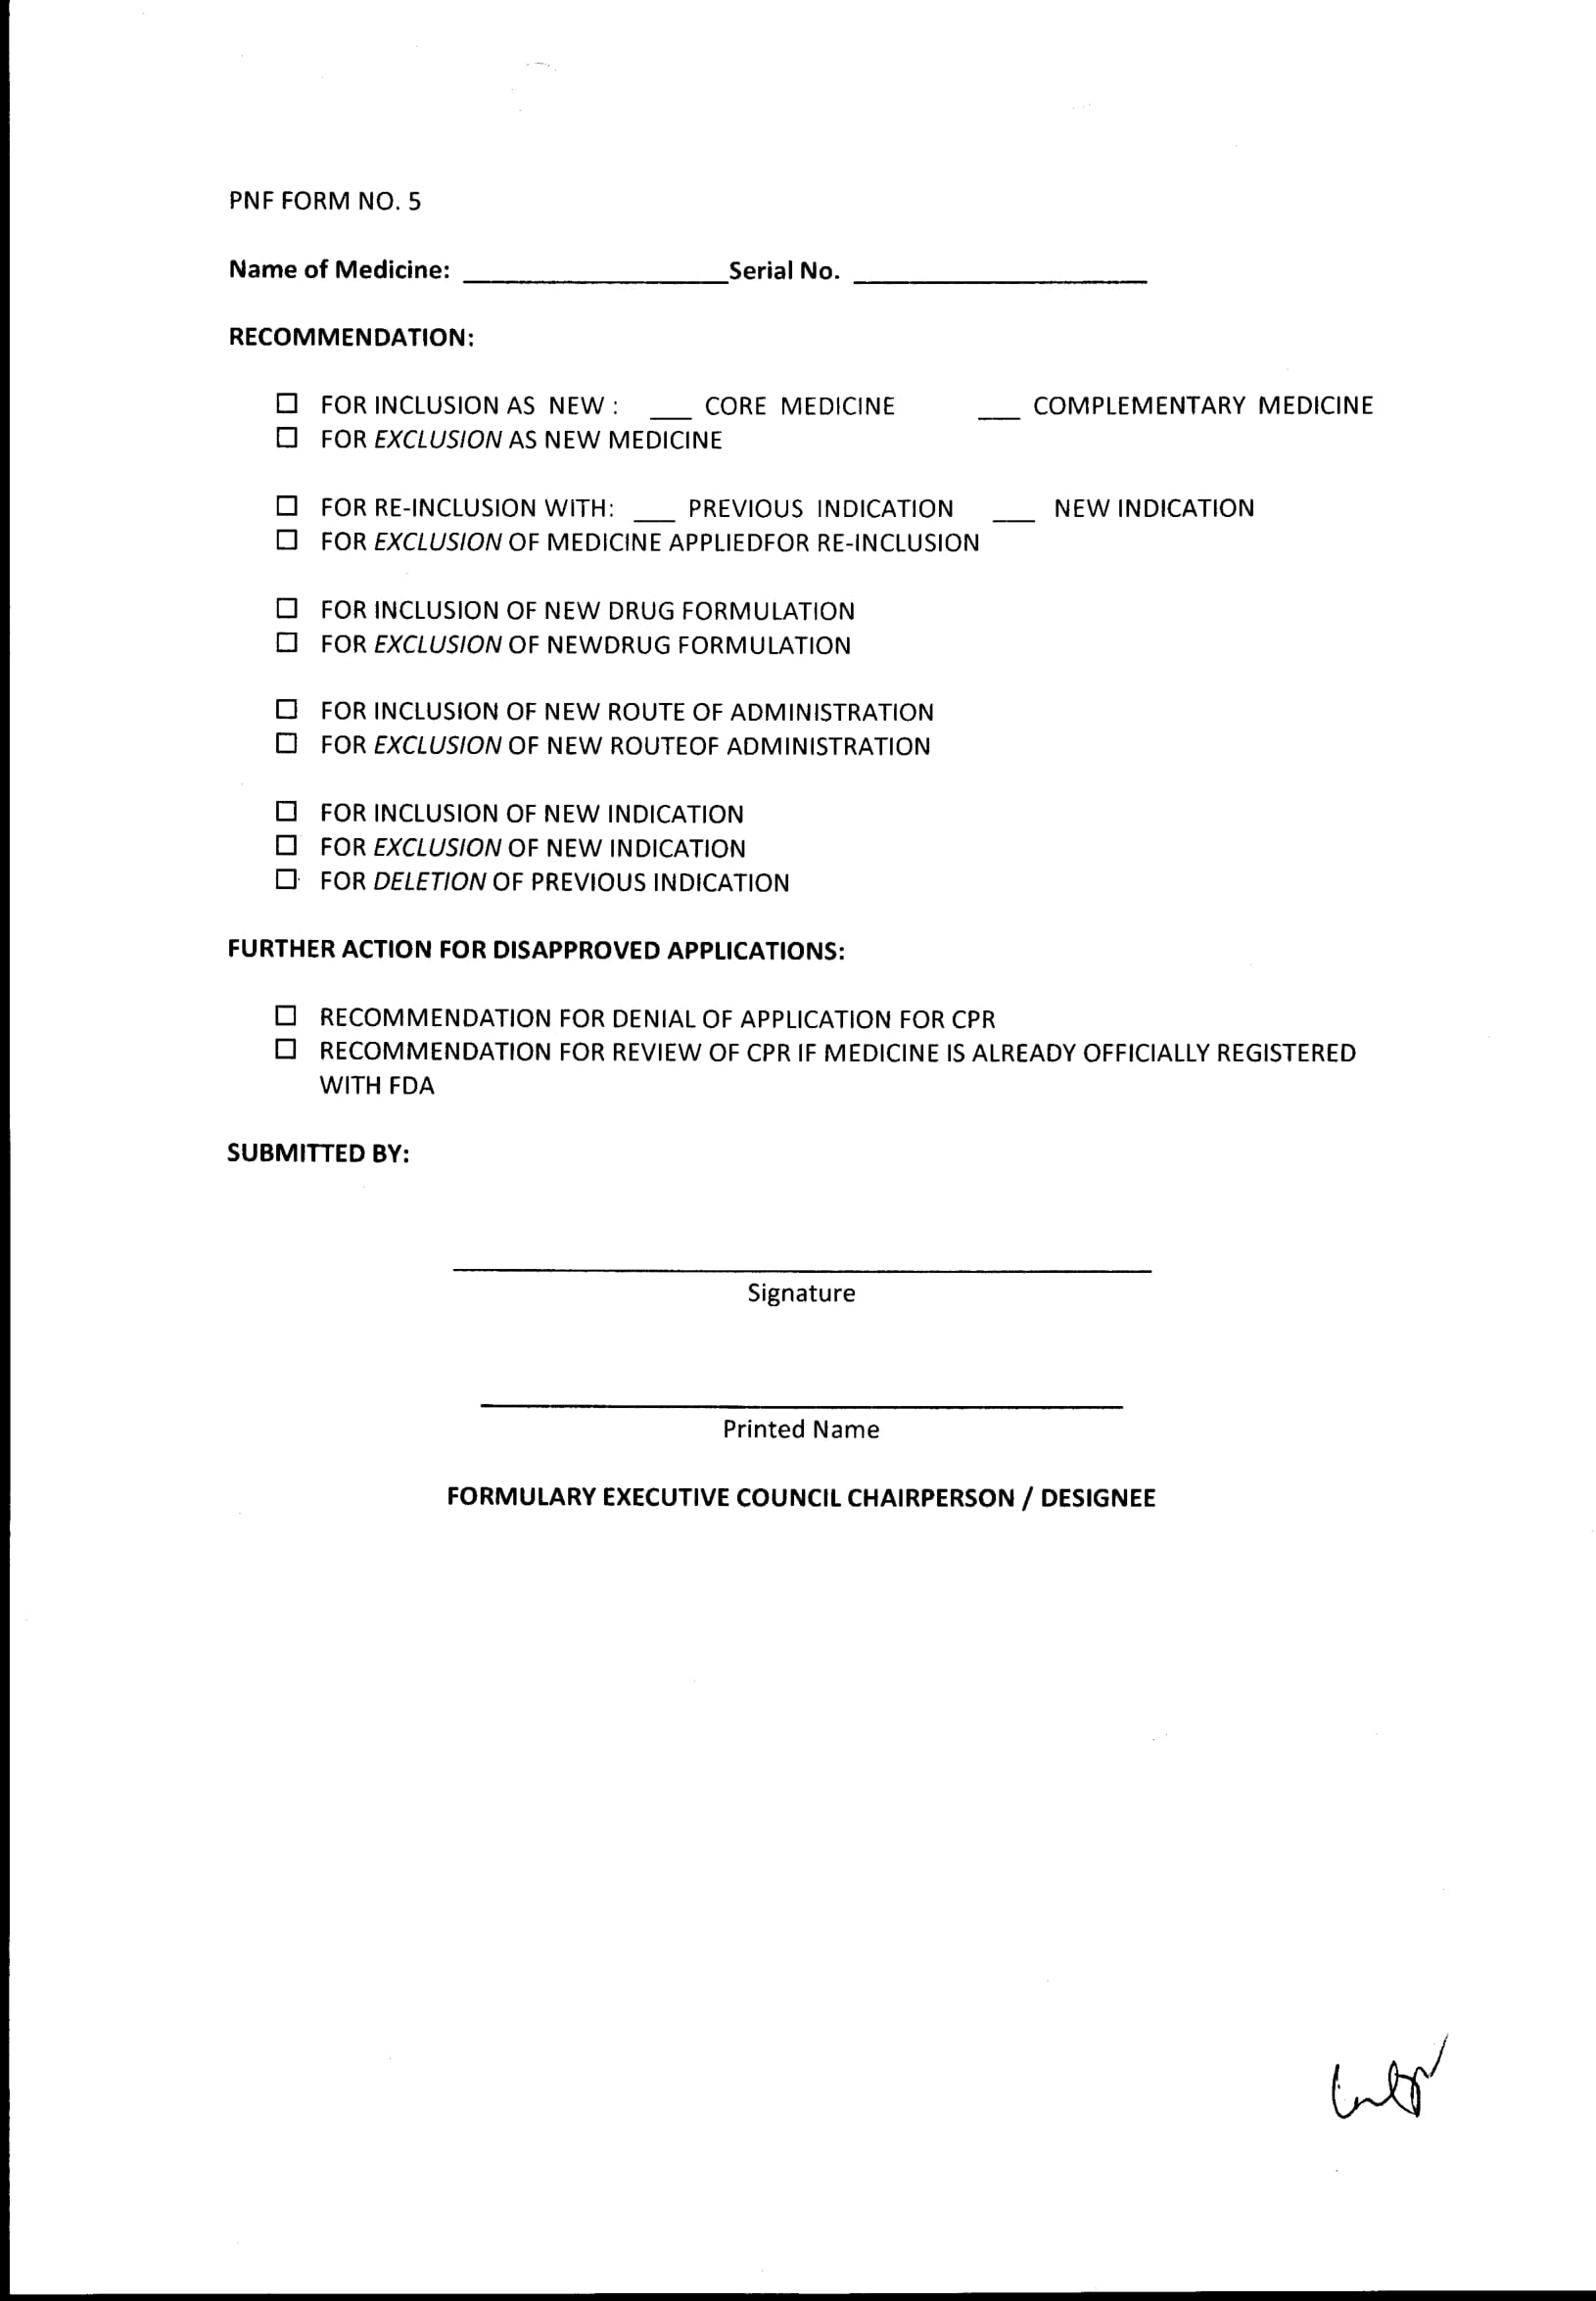 PNF FORM NO. 5
Name of Medicine: ____________________Serial No. ______________________
RECOMMENDATION:
☐ FOR INCLUSION AS NEW : ___ CORE MEDICINE ___ COMPLEMENTARY MEDICINE
☐ FOR EXCLUSION AS NEW MEDICINE
☐ FOR RE-INCLUSION WITH: ___ PREVIOUS INDICATION ___ NEW INDICATION
☐ FOR EXCLUSION OF MEDICINE APPLIEDFOR RE-INCLUSION
☐ FOR INCLUSION OF NEW DRUG FORMULATION
☐ FOR EXCLUSION OF NEWDRUG FORMULATION
☐ FOR INCLUSION OF NEW ROUTE OF ADMINISTRATION
☐ FOR EXCLUSION OF NEW ROUTEOF ADMINISTRATION
☐ FOR INCLUSION OF NEW INDICATION
☐ FOR EXCLUSION OF NEW INDICATION
☐ FOR DELETION OF PREVIOUS INDICATION
FURTHER ACTION FOR DISAPPROVED APPLICATIONS:
☐ RECOMMENDATION FOR DENIAL OF APPLICATION FOR CPR
☐ RECOMMENDATION FOR REVIEW OF CPR IF MEDICINE IS ALREADY OFFICIALLY REGISTERED
WITH FDA
SUBMITTED BY:
Signature
Printed Name
FORMULARY EXECUTIVE COUNCIL CHAIRPERSON / DESIGNEE